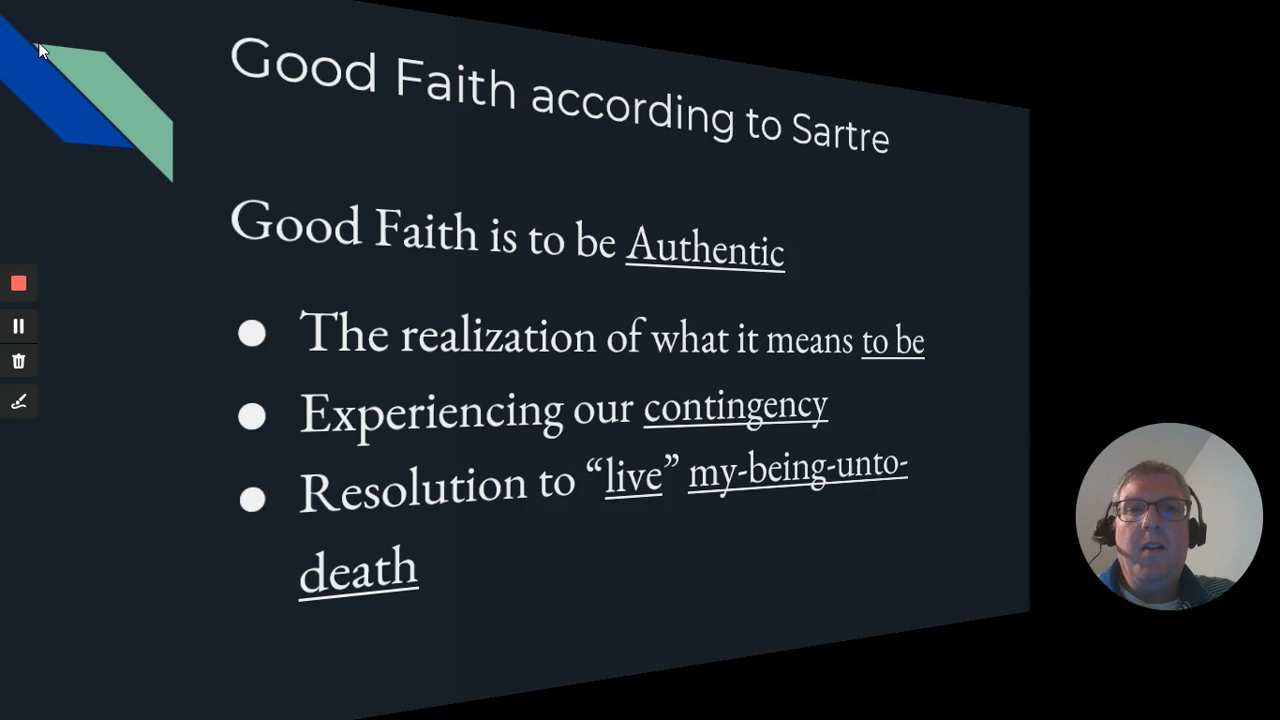 Good Faith according to Sartre
Good Faith is to be Authentic
● The realization of what it means to be
● Experiencing our contingency
● Resolution to “live” my-being-unto-
death